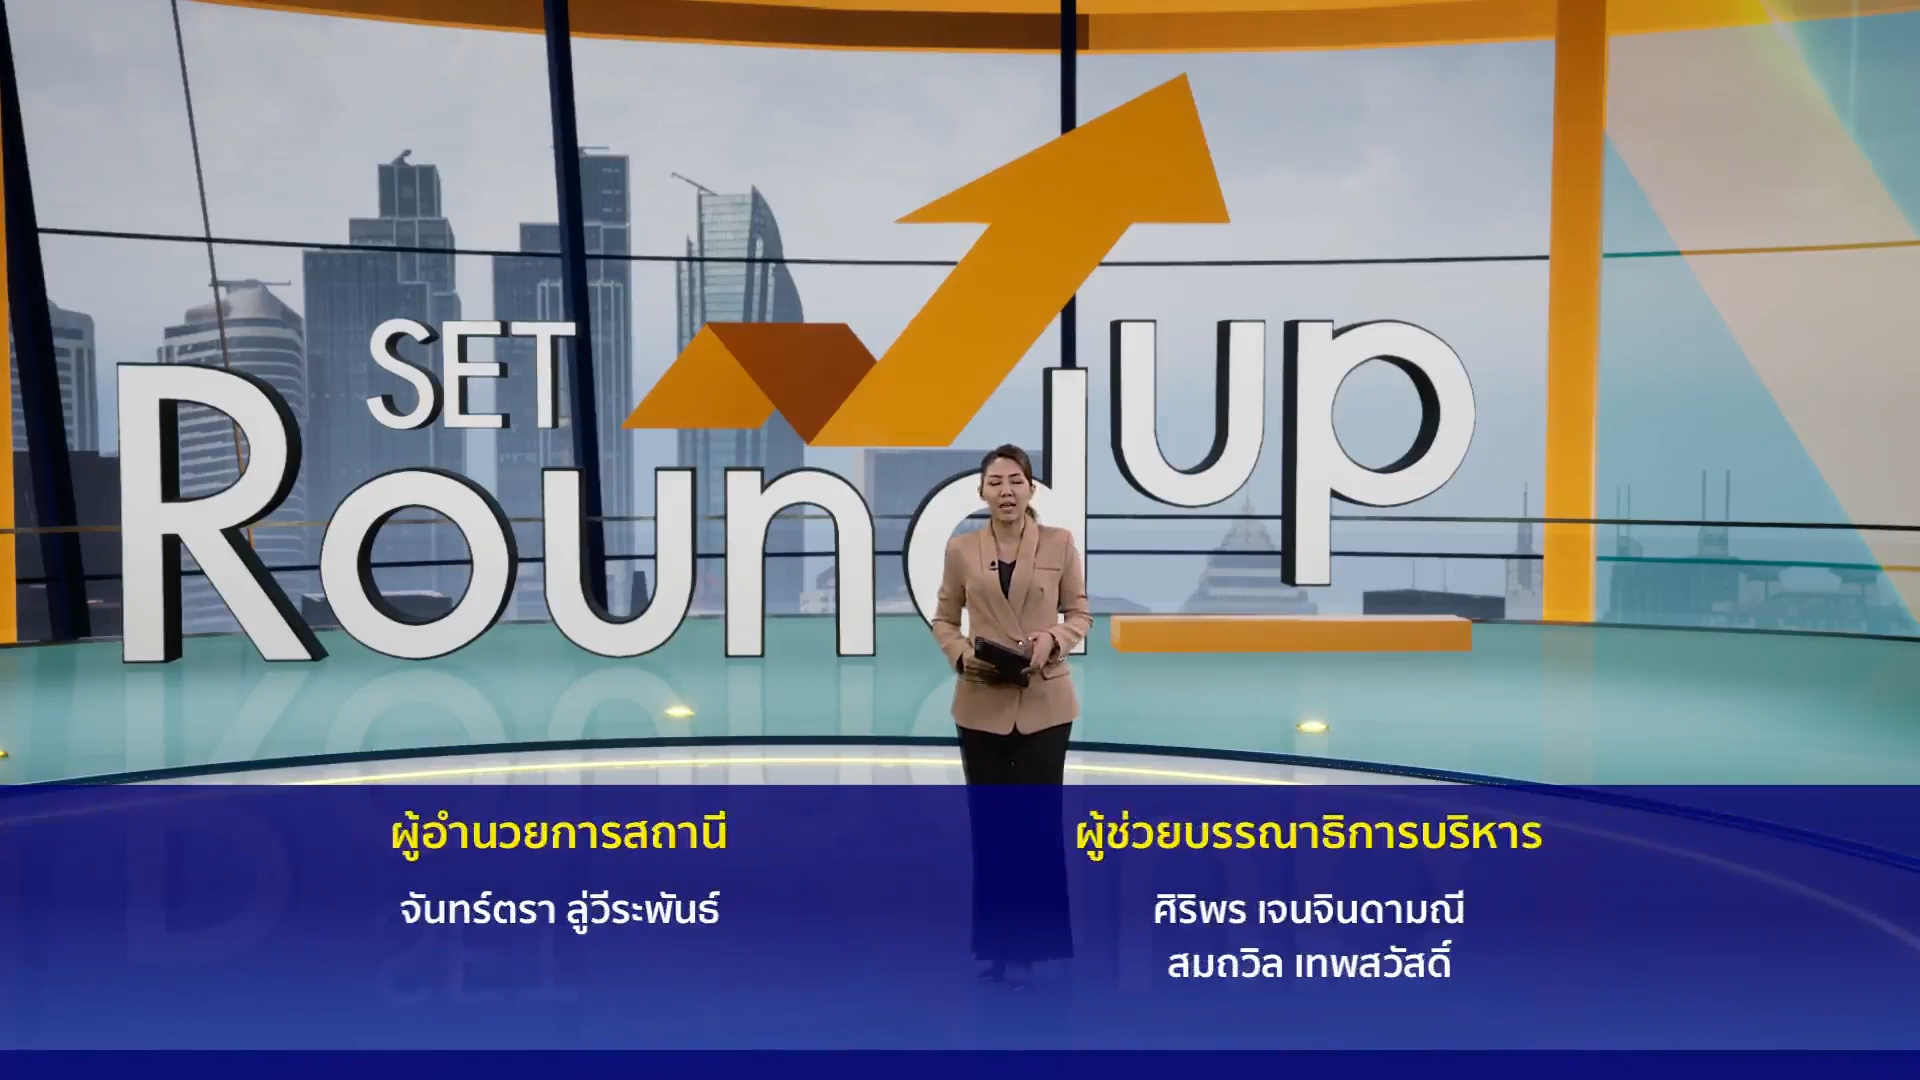 SET
Roundup
ผู้อำนวยการสถานี
จันทร์ตรา ลู่วีระพันธ์
ผู้ช่วยบรรณาธิการบริหาร
ศิริพร เจนจินดามณี
สมถวิล เทพสวัสดิ์